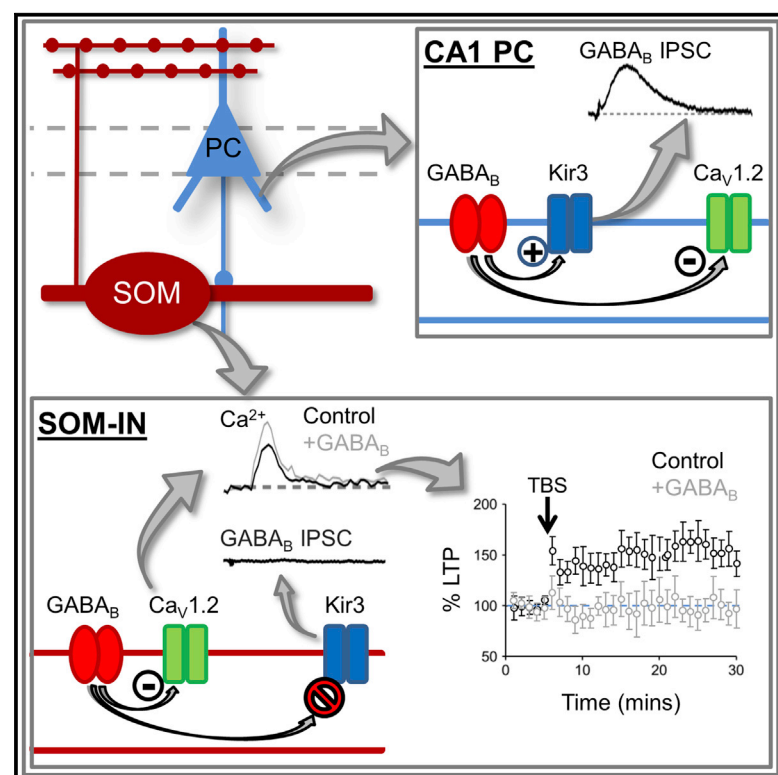 PC
SOM
CA1 PC
GABAB IPSC
GABAB
Kir3
CaV1.2
+
-
SOM-IN
Ca2+
Control
+GABAB
GABAB IPSC
GABAB
CaV1.2
Kir3
-
TBS
Control
+GABAB
% LTP
200
150
100
50
0
10
20
30
Time (mins)